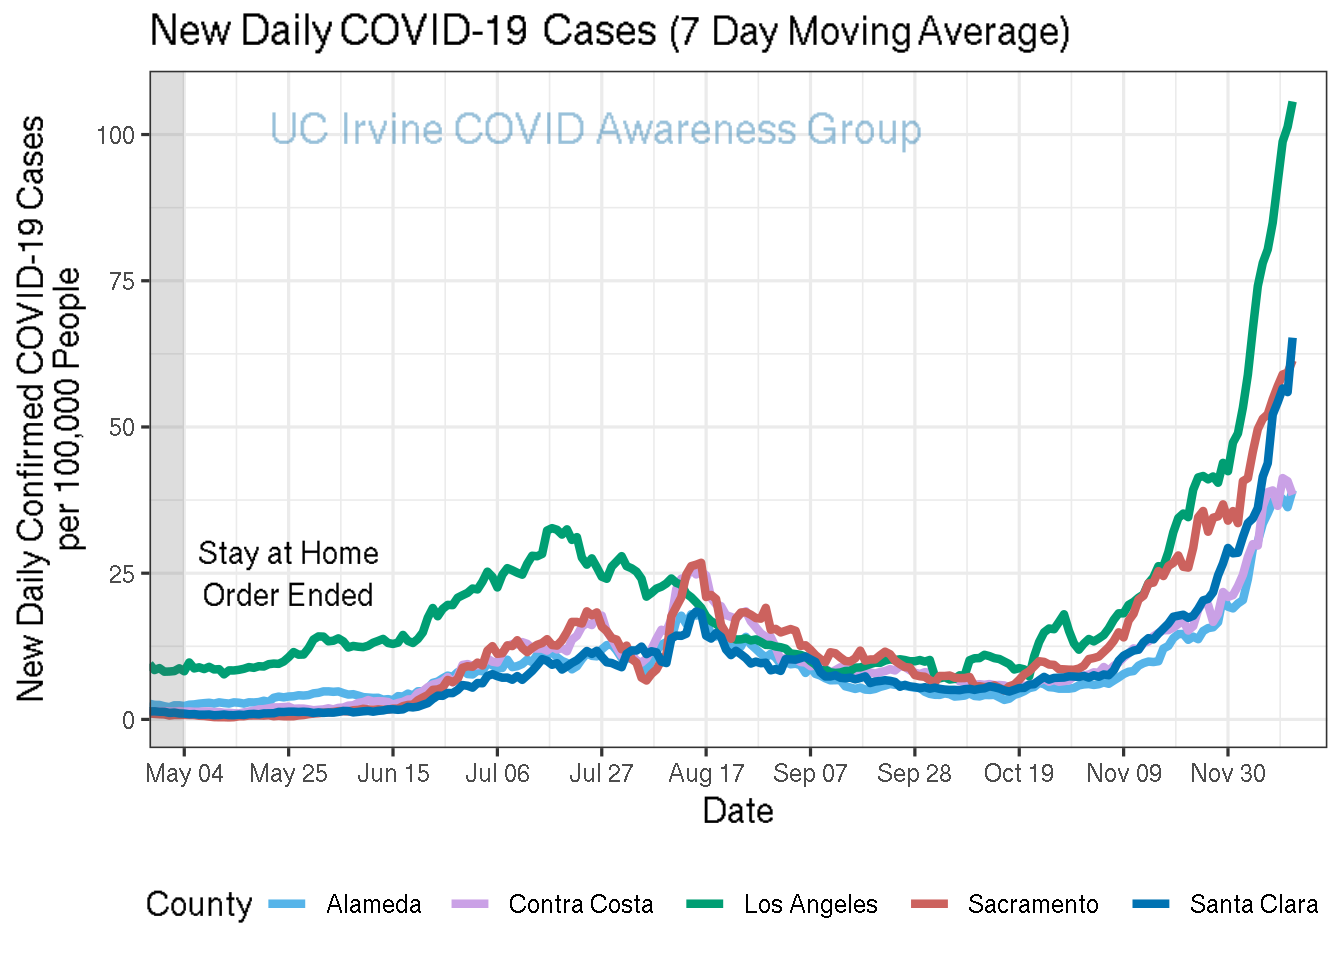 New Daily COVID-19 Cases (7 Day Moving Average)
UC Irvine COVID Awareness Group
New Daily Confirmed COVID-19 Cases
per 100,000 People
100
75
50
25
0
Stay at Home
Order Ended
May 04 May 25 Jun 15 Jul 06 Jul 27 Aug 17 Sep 07 Sep 28 Oct 19 Nov 09 Nov 30
Date
County Alameda Contra Costa Los Angeles Sacramento Santa Clara